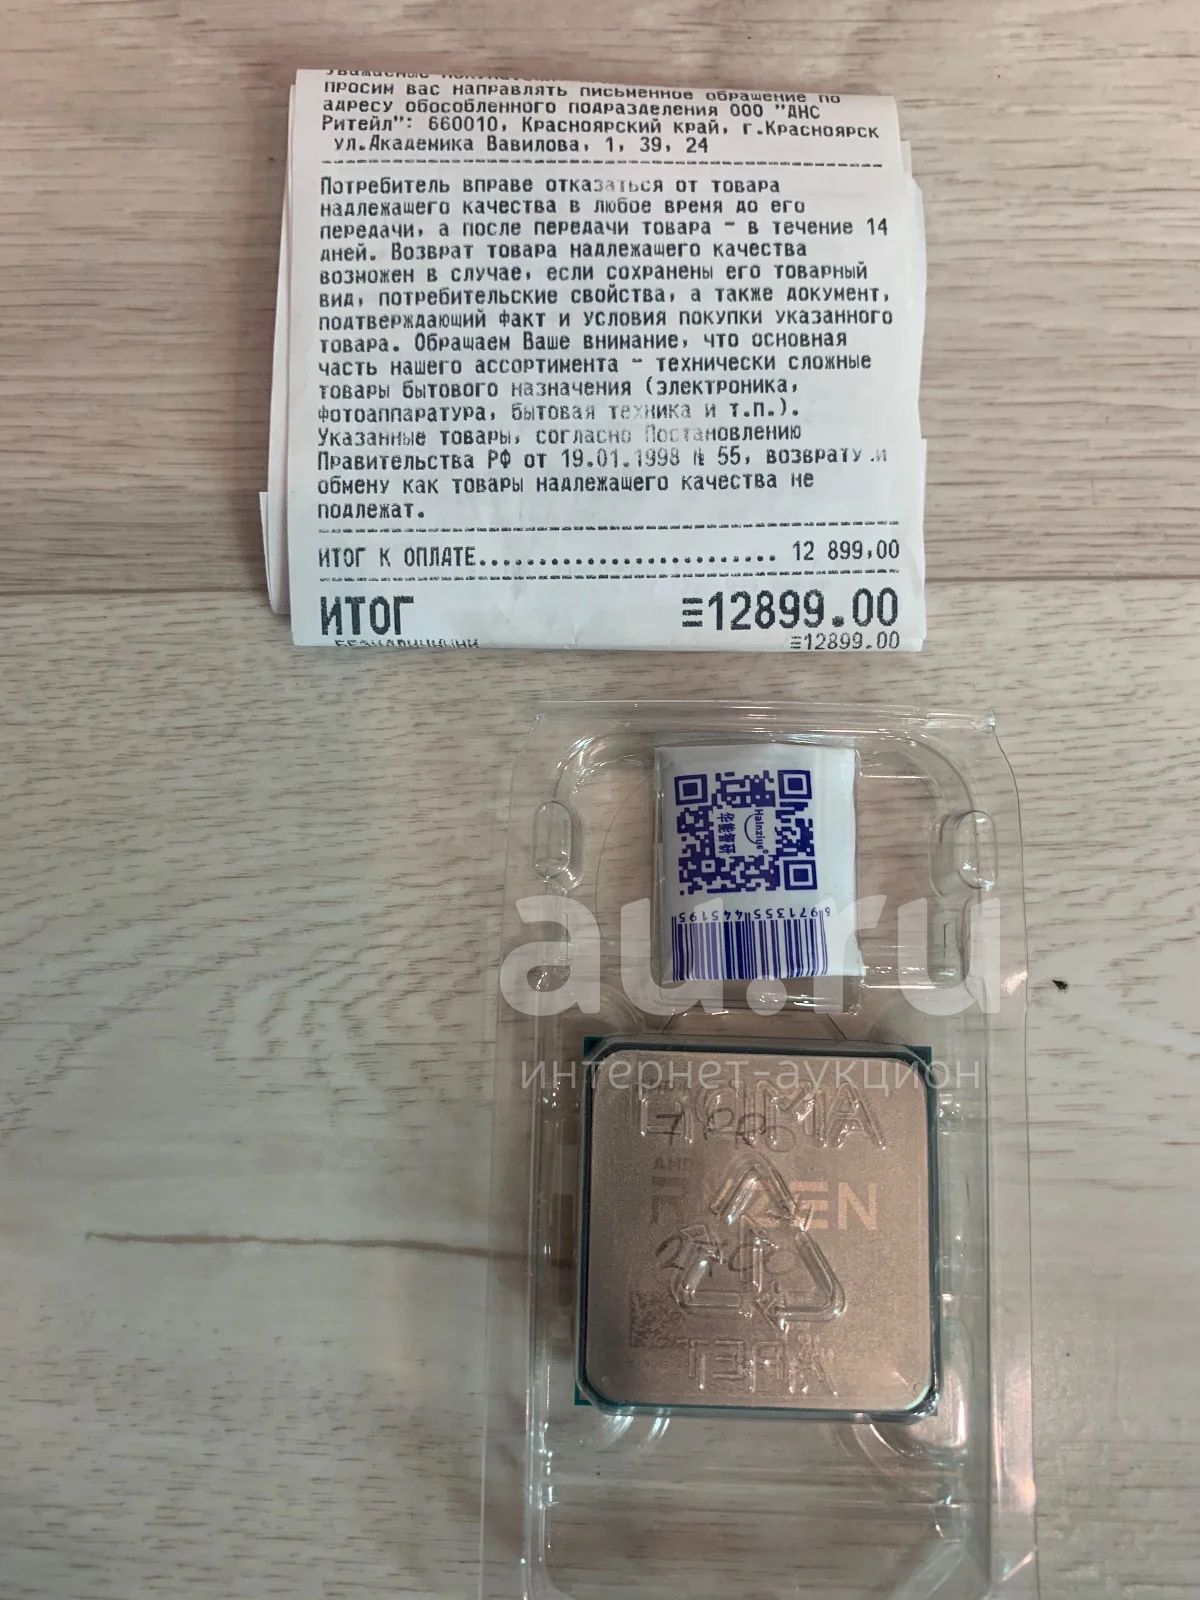 просим вас направлять письменное обращение по
адресу обособленного подразделения ООО "ДНС
Ритейл": 660010, Красноярский край, г.Красноярск
ул.Академика Вавилова, 1, 39, 24
Потребитель вправе отказаться от товара
надлежащего качества в любое время до его
передачи, а после передачи товара - в течение 14
дней. Возврат товара надлежащего качества
возможен в случае, если сохранены его товарный
вид, потребительские свойства, а также документ,
подтверждающий факт и условия покупки указанного
товара. Обращаем Ваше внимание, что основная
часть нашего ассортимента - технически сложные
товары бытового назначения (электроника,
фотоаппаратура, бытовая техника и т.п.).
Указанные товары, согласно Постановлению
Правительства РФ от 19.01.1998 № 55, возврату и
обмену как товары надлежащего качества не
подлежат.
ИТОГ К ОПЛАТЕ......................... 12 899,00
ИТОГ ≡12899.00
≡12899.00
Halnziye
6971355445195
au.ru
интернет-аукцион
AMD
RYZEN
2700